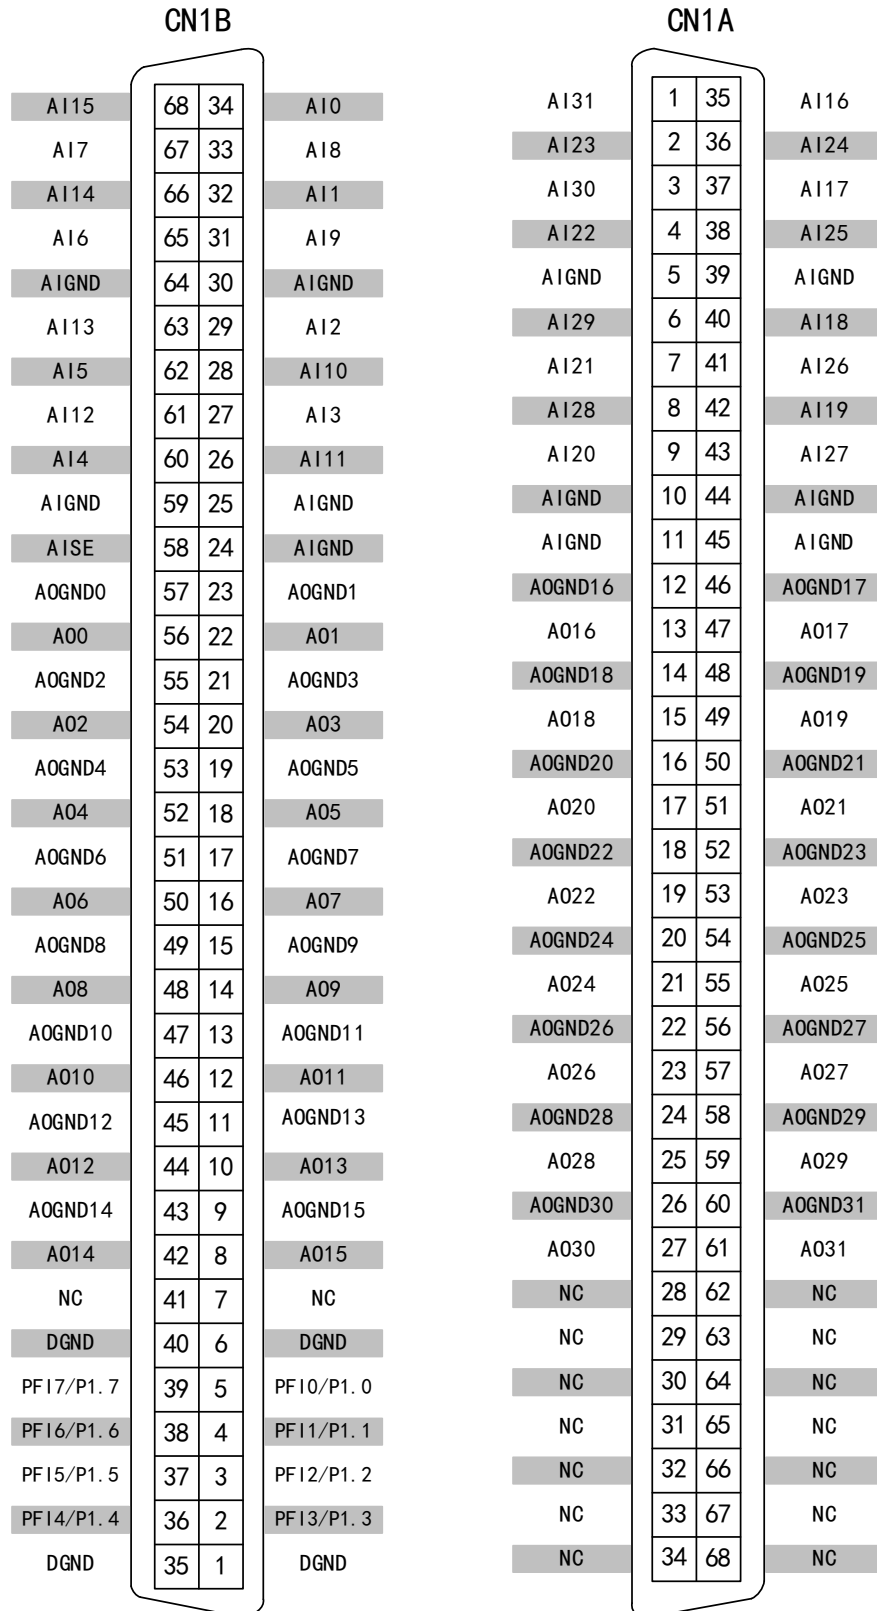 CN1B CN1A
AI15 68 34 AI0 AI31 1 35 AI16
AI7 67 33 AI8 AI23 2 36 AI24
AI14 66 32 AI1 AI30 3 37 AI17
AI6 65 31 AI9 AI22 4 38 AI25
AIGND 64 30 AIGND AIGND 5 39 AIGND
AI13 63 29 AI2 AI29 6 40 AI18
AI5 62 28 AI10 AI21 7 41 AI26
AI12 61 27 AI3 AI28 8 42 AI19
AI4 60 26 AI11 AI20 9 43 AI27
AIGND 59 25 AIGND AIGND 10 44 AIGND
AISE 58 24 AIGND AIGND 11 45 AIGND
AOGND0 57 23 AOGND1 AOGND16 12 46 AOGND17
AO0 56 22 AO1 AO16 13 47 AO17
AOGND2 55 21 AOGND3 AOGND18 14 48 AOGND19
AO2 54 20 AO3 AO18 15 49 AO19
AOGND4 53 19 AOGND5 AOGND20 16 50 AOGND21
AO4 52 18 AO5 AO20 17 51 AO21
AOGND6 51 17 AOGND7 AOGND22 18 52 AOGND23
AO6 50 16 AO7 AO22 19 53 AO23
AOGND8 49 15 AOGND9 AOGND24 20 54 AOGND25
AO8 48 14 AO9 AO24 21 55 AO25
AOGND10 47 13 AOGND11 AOGND26 22 56 AOGND27
AO10 46 12 AO11 AO26 23 57 AO27
AOGND12 45 11 AOGND13 AOGND28 24 58 AOGND29
AO12 44 10 AO13 AO28 25 59 AO29
AOGND14 43 9 AOGND15 AOGND30 26 60 AOGND31
AO14 42 8 AO15 AO30 27 61 AO31
NC 41 7 NC NC 28 62 NC
DGND 40 6 DGND NC 29 63 NC
PFI7/P1.7 39 5 PFI0/P1.0 NC 30 64 NC
PFI6/P1.6 38 4 PFI1/P1.1 NC 31 65 NC
PFI5/P1.5 37 3 PFI2/P1.2 NC 32 66 NC
PFI4/P1.4 36 2 PFI3/P1.3 NC 33 67 NC
DGND 35 1 DGND NC 34 68 NC